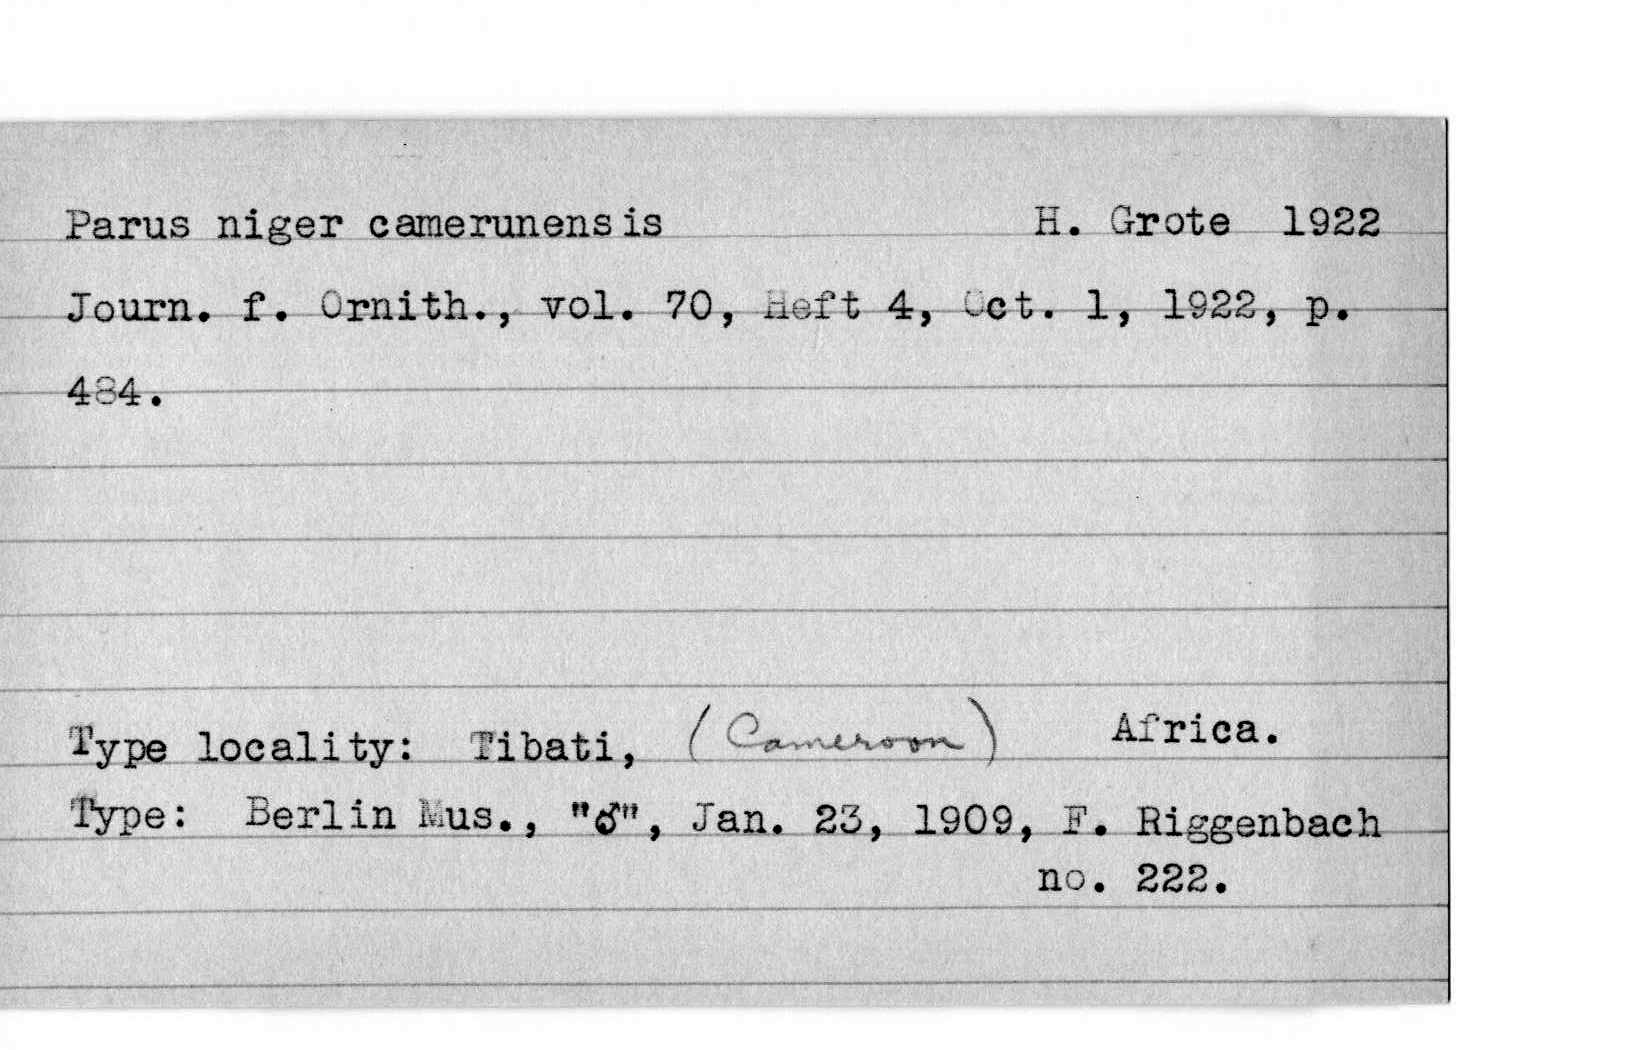 Parus niger camerunensis H. Grote 1922
Journ. f. Ornith., vol. 70, Heft 4, Oct. 1, 1922, p.
484.
Type locality: Tibati, (Cameroon) Africa.
Type: Berlin Mus., "♂", Jan. 23, 1909, F. Riggenbach
no. 222.